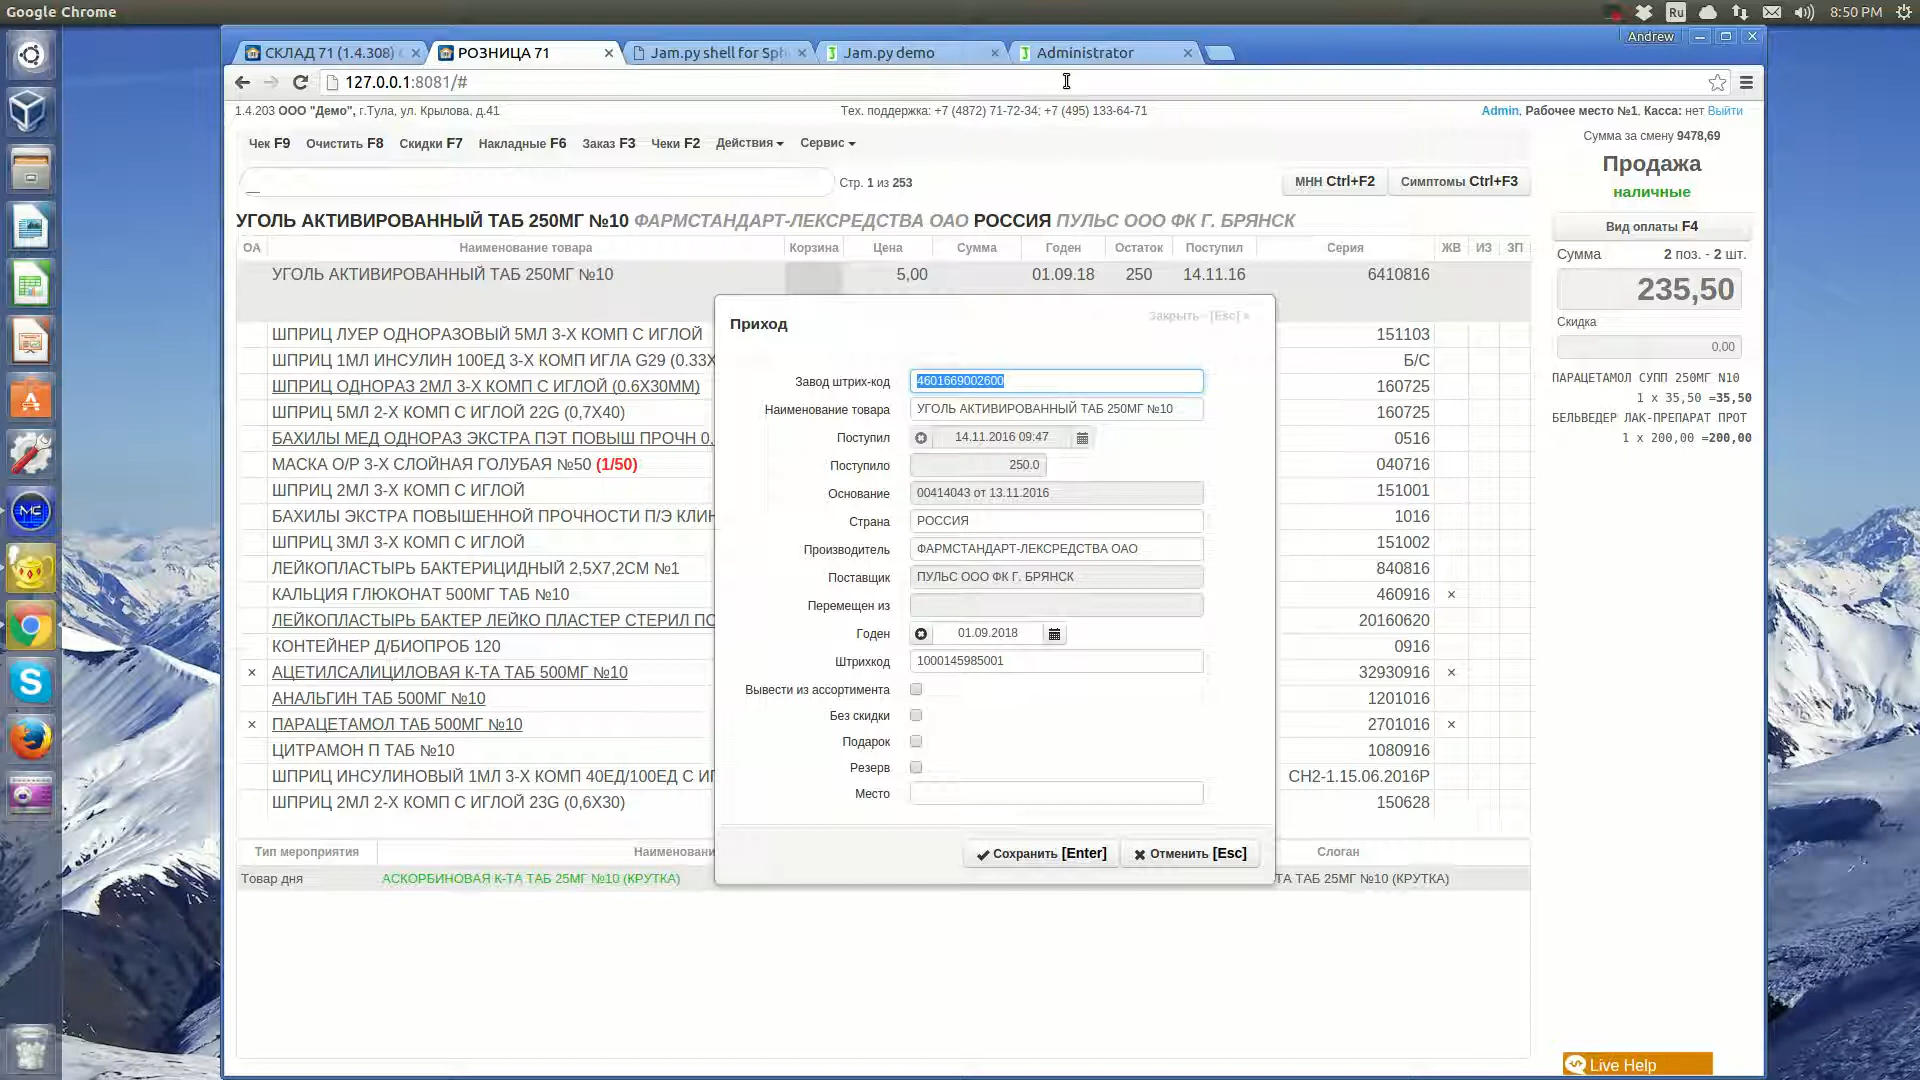 Google Chrome
Ru
8:50 PM
Andrew
СКЛАД 71 (1.4.308)
РОЗНИЦА 71
Jam.py shell for Sph
Jam.py demo
Administrator
127.0.0.1:8081/#
1.4.203 ООО "Демо", г.Тула, ул. Крылова, д.41
Тех. поддержка: +7 (4872) 71-72-34; +7 (495) 133-64-71
Admin, Рабочее место №1, Касса: нет Выйти
Чек F9 Очистить F8 Скидки F7 Накладные F6 Заказ F3 Чеки F2 Действия Сервис
Сумма за смену 9478,69
Продажа
наличные
Стр. 1 из 253
МНН Ctrl+F2
Симптомы Ctrl+F3
УГОЛЬ АКТИВИРОВАННЫЙ ТАБ 250МГ №10 ФАРМСТАНДАРТ-ЛЕКСРЕДСТВА ОАО РОССИЯ ПУЛЬС ООО ФК Г. БРЯНСК
Вид оплаты F4
Сумма 2 поз. - 2 шт.
235,50
Скидка
0,00
ПАРАЦЕТАМОЛ СУПП 250МГ N10
1 x 35,50 =35,50
БЕЛЬВЕДЕР ЛАК-ПРЕПАРАТ ПРОТ
1 x 200,00 =200,00
ОА Наименование товара Корзина Цена Сумма Годен Остаток Поступил Серия ЖВ ИЗ ЗП
УГОЛЬ АКТИВИРОВАННЫЙ ТАБ 250МГ №10 5,00 01.09.18 250 14.11.16 6410816
ШПРИЦ ЛУЕР ОДНОРАЗОВЫЙ 5МЛ 3-Х КОМП С ИГЛОЙ 151103
ШПРИЦ 1МЛ ИНСУЛИН 100ЕД 3-Х КОМП ИГЛА G29 (0.33X Б/С
ШПРИЦ ОДНОРАЗ 2МЛ 3-Х КОМП С ИГЛОЙ (0.6X30ММ) 160725
ШПРИЦ 5МЛ 2-Х КОМП С ИГЛОЙ 22G (0,7X40) 160725
БАХИЛЫ МЕД ОДНОРАЗ ЭКСТРА ПЭТ ПОВЫШ ПРОЧН 0, 0516
МАСКА О/Р 3-Х СЛОЙНАЯ ГОЛУБАЯ №50 (1/50) 040716
ШПРИЦ 2МЛ 3-Х КОМП С ИГЛОЙ 151001
БАХИЛЫ ЭКСТРА ПОВЫШЕННОЙ ПРОЧНОСТИ П/Э КЛИН 1016
ШПРИЦ 3МЛ 3-Х КОМП С ИГЛОЙ 151002
ЛЕЙКОПЛАСТЫРЬ БАКТЕРИЦИДНЫЙ 2,5Х7,2СМ №1 840816
КАЛЬЦИЯ ГЛЮКОНАТ 500МГ ТАБ №10 460916 ×
ЛЕЙКОПЛАСТЫРЬ БАКТЕР ЛЕЙКО ПЛАСТЕР СТЕРИЛ ПО 20160620
КОНТЕЙНЕР Д/БИОПРОБ 120 0916
× АЦЕТИЛСАЛИЦИЛОВАЯ К-ТА ТАБ 500МГ №10 32930916 ×
АНАЛЬГИН ТАБ 500МГ №10 1201016
× ПАРАЦЕТАМОЛ ТАБ 500МГ №10 2701016 ×
ЦИТРАМОН П ТАБ №10 1080916
ШПРИЦ ИНСУЛИНОВЫЙ 1МЛ 3-Х КОМП 40ЕД/100ЕД С ИГ СН2-1.15.06.2016Р
ШПРИЦ 2МЛ 2-Х КОМП С ИГЛОЙ 23G (0,6X30) 150628
Приход
Закрыть - [Esc] ×
Завод штрих-код 4601669002600
Наименование товара УГОЛЬ АКТИВИРОВАННЫЙ ТАБ 250МГ №10
Поступил 14.11.2016 09:47
Поступило 250.0
Основание 00414043 от 13.11.2016
Страна РОССИЯ
Производитель ФАРМСТАНДАРТ-ЛЕКСРЕДСТВА ОАО
Поставщик ПУЛЬС ООО ФК Г. БРЯНСК
Перемещен из
Годен 01.09.2018
Штрихкод 1000145985001
Вывести из ассортимента
Без скидки
Подарок
Резерв
Место
Сохранить [Enter]
Отменить [Esc]
Тип мероприятия Наименовани Слоган
Товар дня АСКОРБИНОВАЯ К-ТА ТАБ 25МГ №10 (КРУТКА) ТА ТАБ 25МГ №10 (КРУТКА)
Live Help